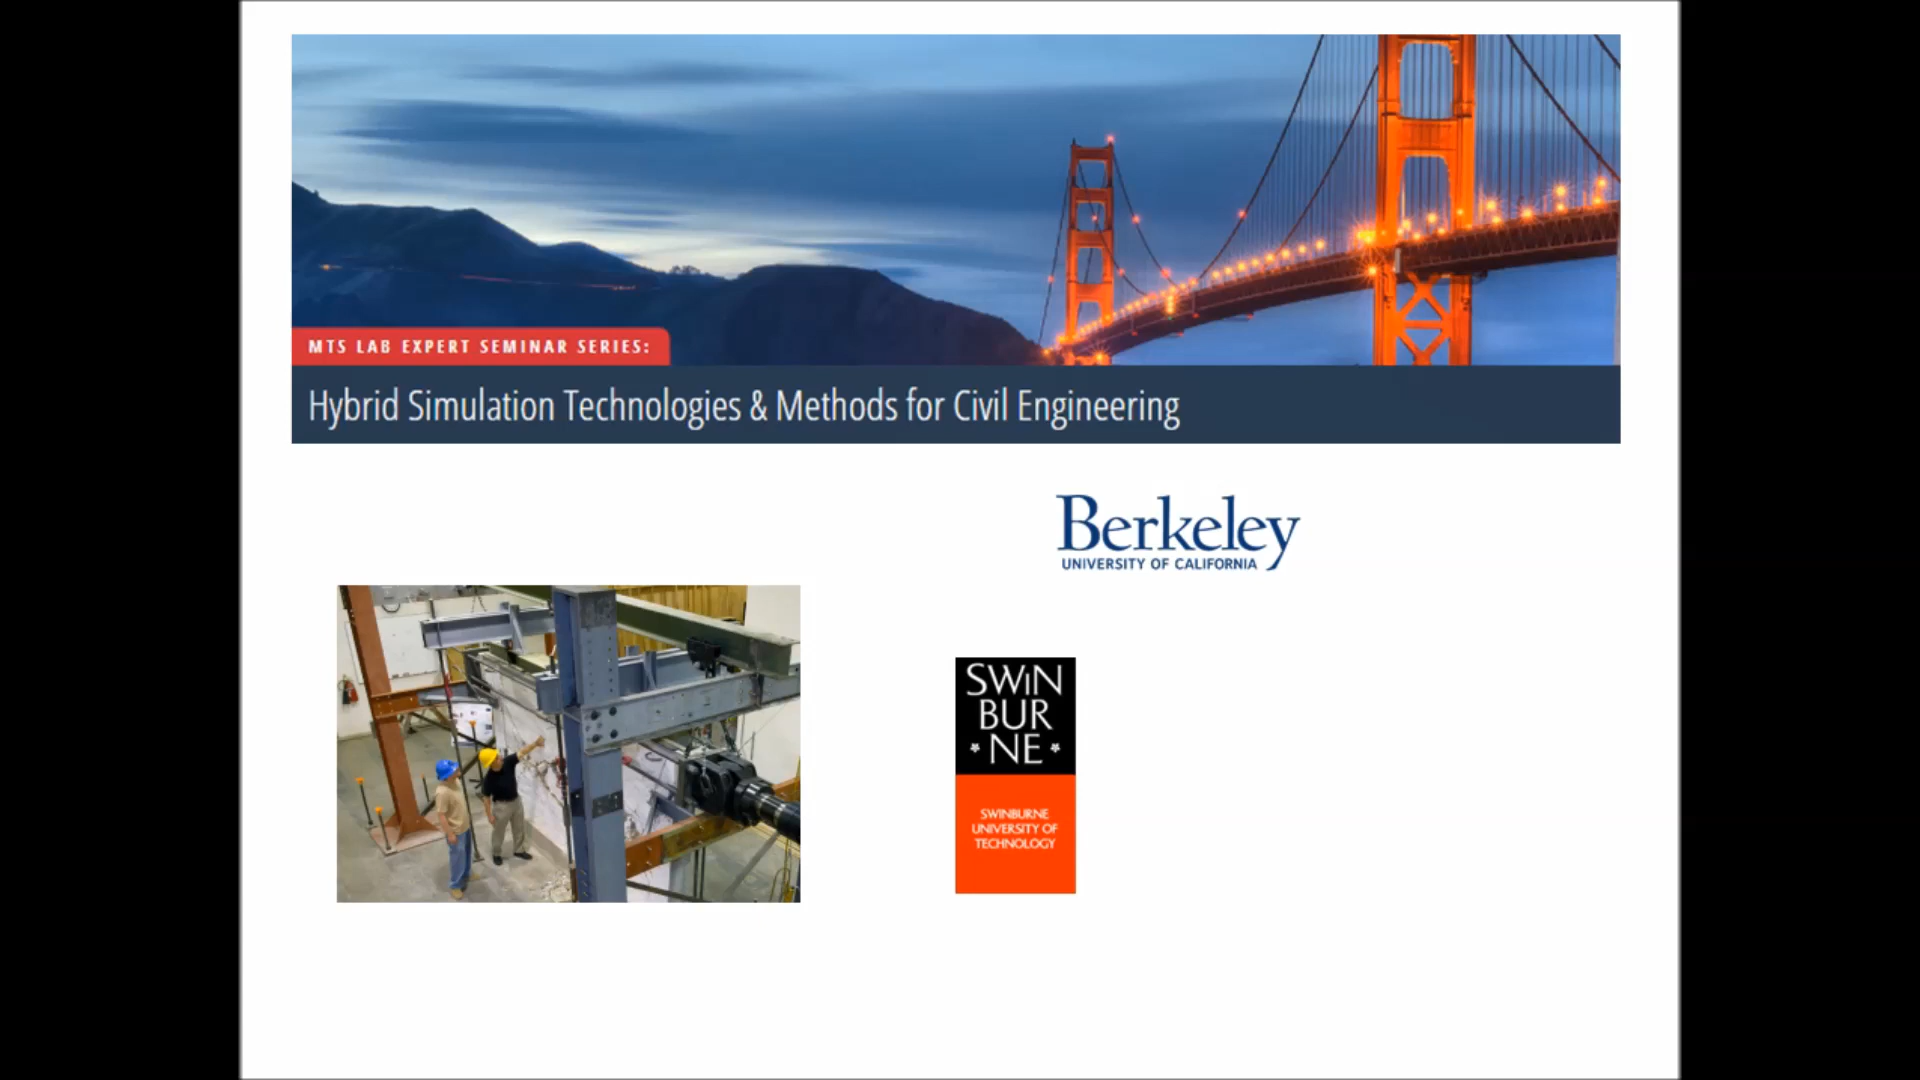 MTS LAB EXPERT SEMINAR SERIES:
Hybrid Simulation Technologies & Methods for Civil Engineering
Berkeley
UNIVERSITY OF CALIFORNIA
SWIN
BUR
* NE *
SWINBURNE
UNIVERSITY OF
TECHNOLOGY